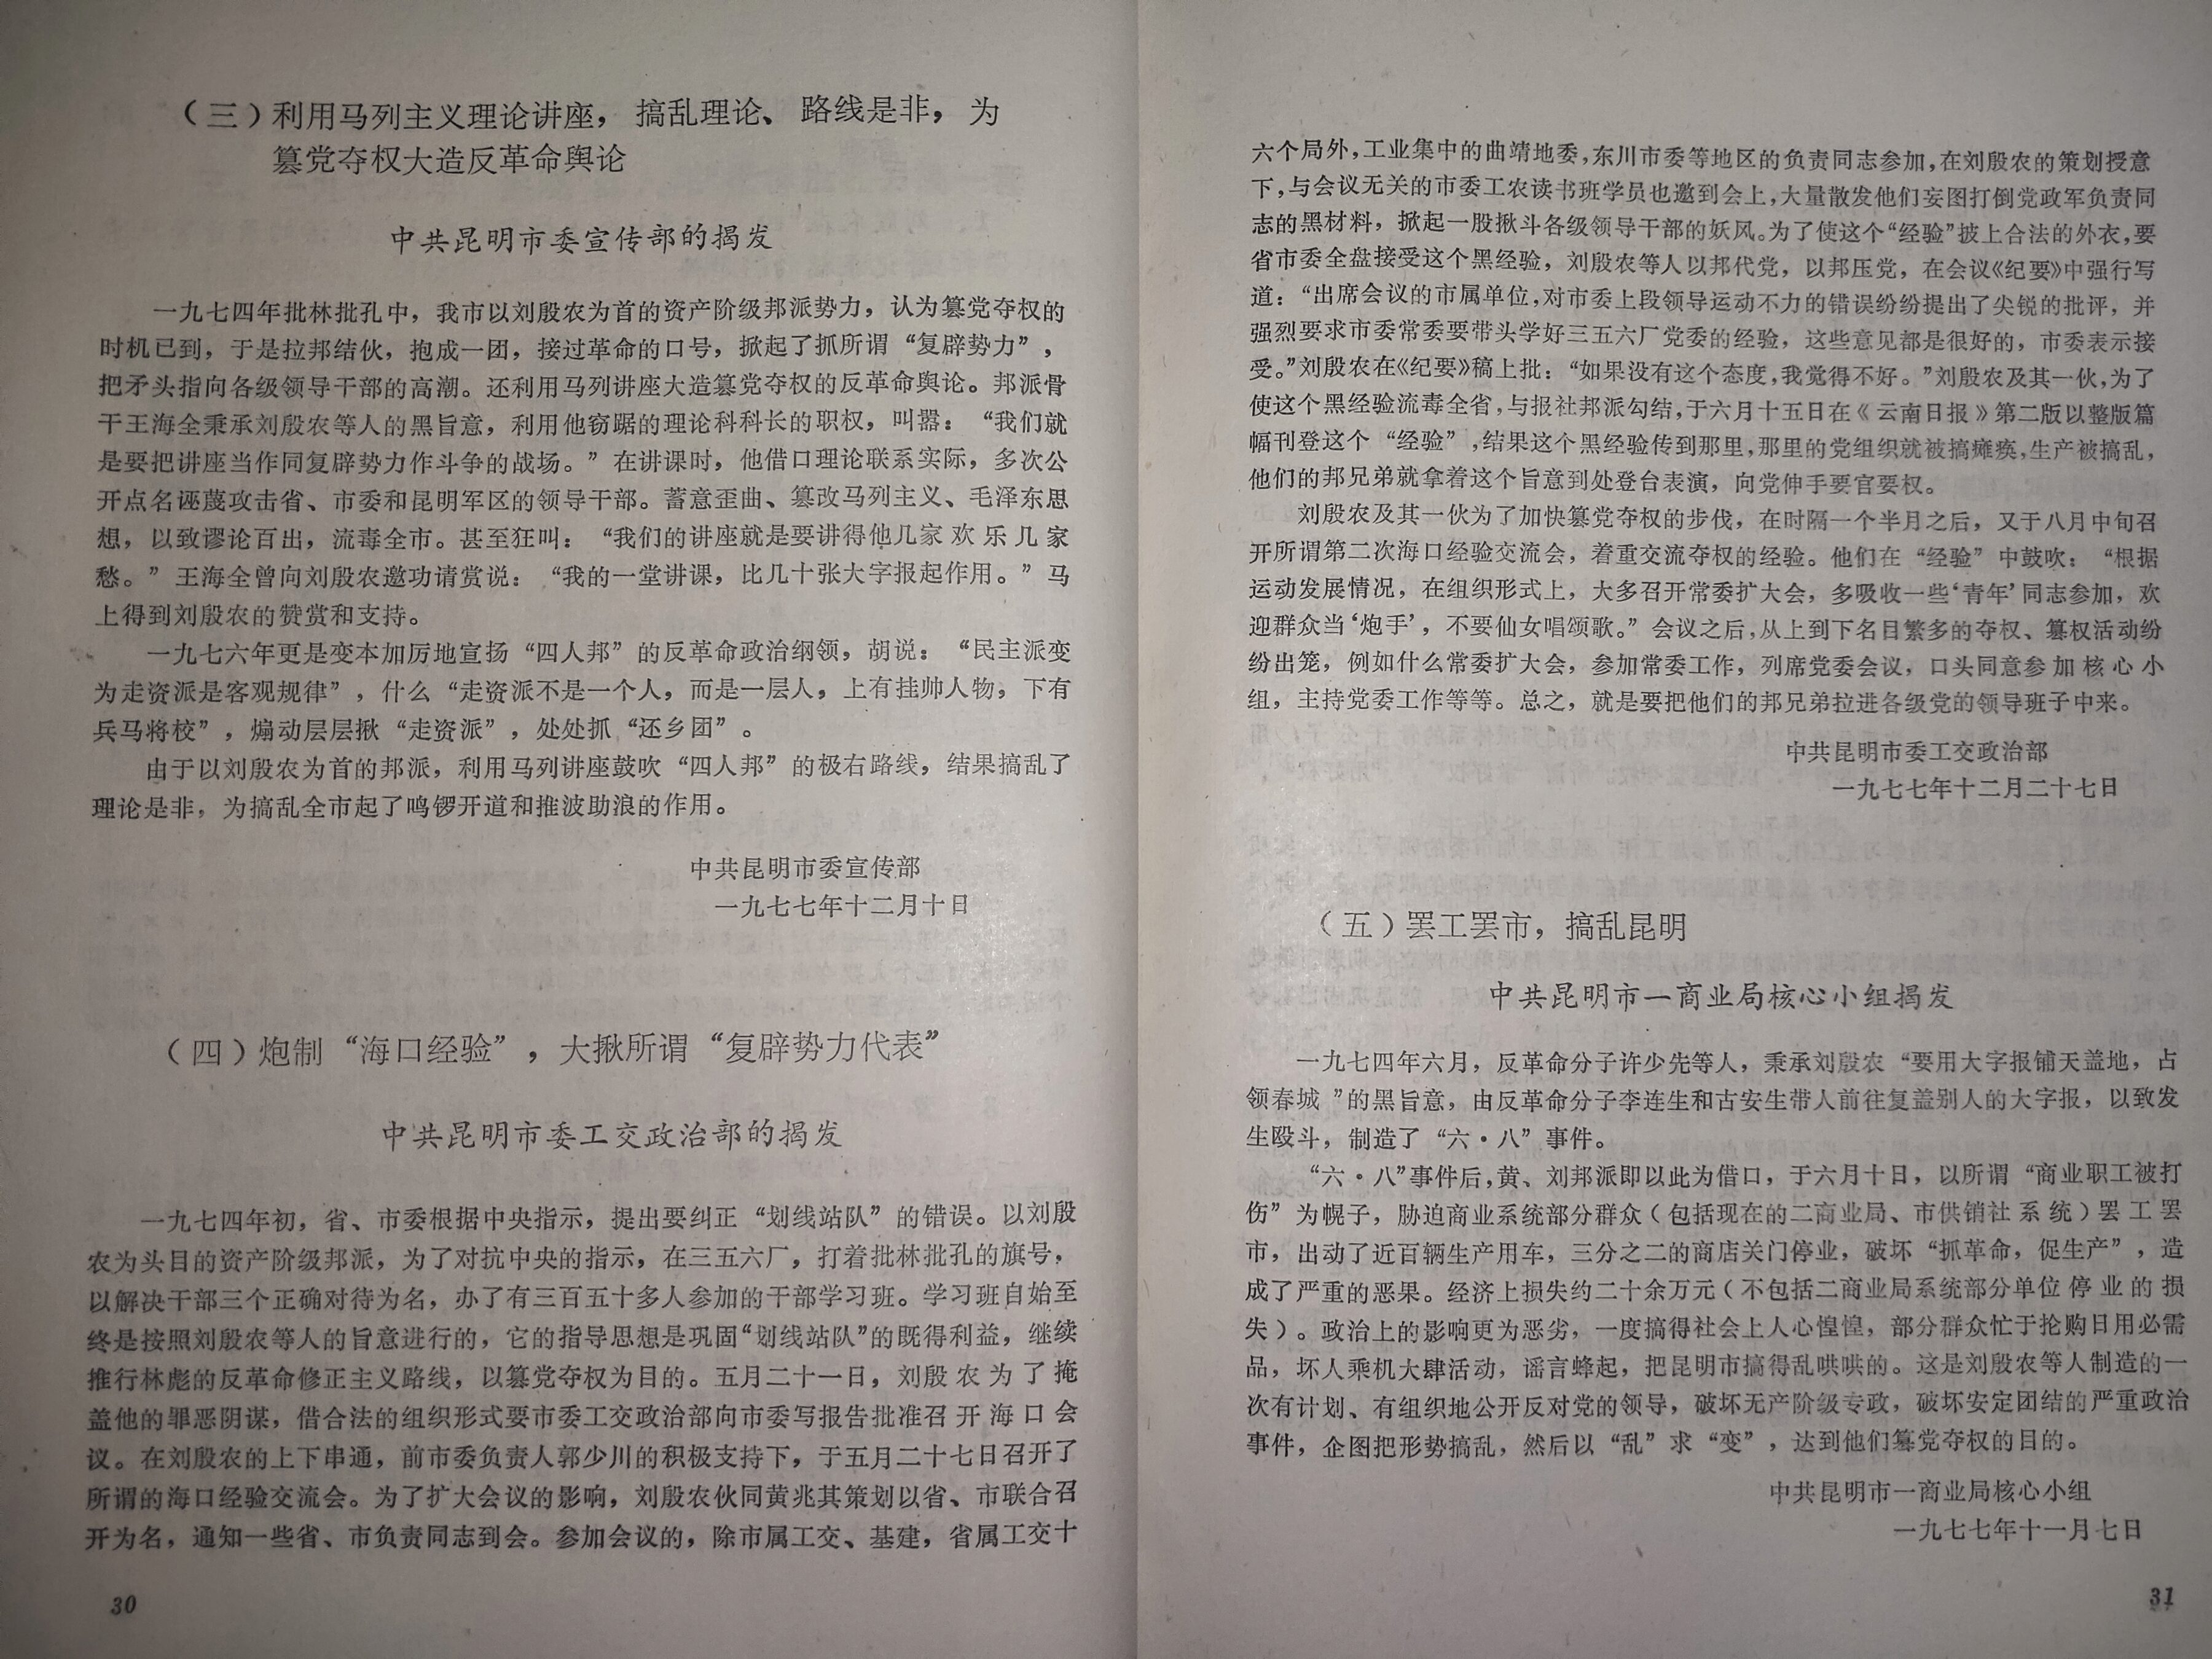 （三）利用马列主义理论讲座，搞乱理论、路线是非，为
篡党夺权大造反革命舆论
中共昆明市委宣传部的揭发
一九七四年批林批孔中，我市以刘殷农为首的资产阶级邦派势力，认为篡党夺权的
时机已到，于是拉邦结伙，抱成一团，接过革命的口号，掀起了抓所谓“复辟势力”，
把矛头指向各级领导干部的高潮。还利用马列讲座大造篡党夺权的反革命舆论。邦派骨
干王海全秉承刘殷农等人的黑旨意，利用他窃踞的理论科科长的职权，叫嚣：“我们就
是要把讲座当作同复辟势力作斗争的战场。”在讲课时，他借口理论联系实际，多次公
开点名诬蔑攻击省、市委和昆明军区的领导干部。蓄意歪曲、篡改马列主义、毛泽东思
想，以致谬论百出，流毒全市。甚至狂叫：“我们的讲座就是要讲得他几家欢乐几家
愁。”王海全曾向刘殷农邀功请赏说：“我的一堂讲课，比几十张大字报起作用。”马
上得到刘殷农的赞赏和支持。
一九七六年更是变本加厉地宣扬“四人邦”的反革命政治纲领，胡说：“民主派变
为走资派是客观规律”，什么“走资派不是一个人，而是一层人，上有挂帅人物，下有
兵马将校”，煽动层层揪“走资派”，处处抓“还乡团”。
由于以刘殷农为首的邦派，利用马列讲座鼓吹“四人邦”的极右路线，结果搞乱了
理论是非，为搞乱全市起了鸣锣开道和推波助浪的作用。
中共昆明市委宣传部
一九七七年十二月十日
（四）炮制“海口经验”，大揪所谓“复辟势力代表”
中共昆明市委工交政治部的揭发
一九七四年初，省、市委根据中央指示，提出要纠正“划线站队”的错误。以刘殷
农为头目的资产阶级邦派，为了对抗中央的指示，在三五六厂，打着批林批孔的旗号，
以解决干部三个正确对待为名，办了有三百五十多人参加的干部学习班。学习班自始至
终是按照刘殷农等人的旨意进行的，它的指导思想是巩固“划线站队”的既得利益，继续
推行林彪的反革命修正主义路线，以篡党夺权为目的。五月二十一日，刘殷农为了掩
盖他的罪恶阴谋，借合法的组织形式要市委工交政治部向市委写报告批准召开海口会
议。在刘殷农的上下串通，前市委负责人郭少川的积极支持下，于五月二十七日召开了
所谓的海口经验交流会。为了扩大会议的影响，刘殷农伙同黄兆其策划以省、市联合召
开为名，通知一些省、市负责同志到会。参加会议的，除市属工交、基建，省属工交十
30
六个局外，工业集中的曲靖地委，东川市委等地区的负责同志参加，在刘殷农的策划授意
下，与会议无关的市委工农读书班学员也邀到会上，大量散发他们妄图打倒党政军负责同
志的黑材料，掀起一股揪斗各级领导干部的妖风。为了使这个“经验”披上合法的外衣，要
省市委全盘接受这个黑经验，刘殷农等人以邦代党，以邦压党，在会议《纪要》中强行写
道：“出席会议的市属单位，对市委上段领导运动不力的错误纷纷提出了尖锐的批评，并
强烈要求市委常委要带头学好三五六厂党委的经验，这些意见都是很好的，市委表示接
受。”刘殷农在《纪要》稿上批：“如果没有这个态度，我觉得不好。”刘殷农及其一伙，为了
使这个黑经验流毒全省，与报社邦派勾结，于六月十五日在《云南日报》第二版以整版篇
幅刊登这个“经验”，结果这个黑经验传到那里，那里的党组织就被搞瘫痪，生产被搞乱，
他们的邦兄弟就拿着这个旨意到处登台表演，向党伸手要官要权。
刘殷农及其一伙为了加快篡党夺权的步伐，在时隔一个半月之后，又于八月中旬召
开所谓第二次海口经验交流会，着重交流夺权的经验。他们在“经验”中鼓吹：“根据
运动发展情况，在组织形式上，大多召开常委扩大会，多吸收一些‘青年’同志参加，欢
迎群众当‘炮手’，不要仙女唱颂歌。”会议之后，从上到下名目繁多的夺权、篡权活动纷
纷出笼，例如什么常委扩大会，参加常委工作，列席党委会议，口头同意参加核心小
组，主持党委工作等等。总之，就是要把他们的邦兄弟拉进各级党的领导班子中来。
中共昆明市委工交政治部
一九七七年十二月二十七日
（五）罢工罢市，搞乱昆明
中共昆明市一商业局核心小组揭发
一九七四年六月，反革命分子许少先等人，秉承刘殷农“要用大字报铺天盖地，占
领春城”的黑旨意，由反革命分子李连生和古安生带人前往复盖别人的大字报，以致发
生殴斗，制造了“六·八”事件。
“六·八”事件后，黄、刘邦派即以此为借口，于六月十日，以所谓“商业职工被打
伤”为幌子，胁迫商业系统部分群众（包括现在的二商业局、市供销社系统）罢工罢
市，出动了近百辆生产用车，三分之二的商店关门停业，破坏“抓革命，促生产”，造
成了严重的恶果。经济上损失约二十余万元（不包括二商业局系统部分单位停业的损
失）。政治上的影响更为恶劣，一度搞得社会上人心惶惶，部分群众忙于抢购日用必需
品，坏人乘机大肆活动，谣言蜂起，把昆明市搞得乱哄哄的。这是刘殷农等人制造的一
次有计划、有组织地公开反对党的领导，破坏无产阶级专政，破坏安定团结的严重政治
事件，企图把形势搞乱，然后以“乱”求“变”，达到他们篡党夺权的目的。
中共昆明市一商业局核心小组
一九七七年十一月七日
31